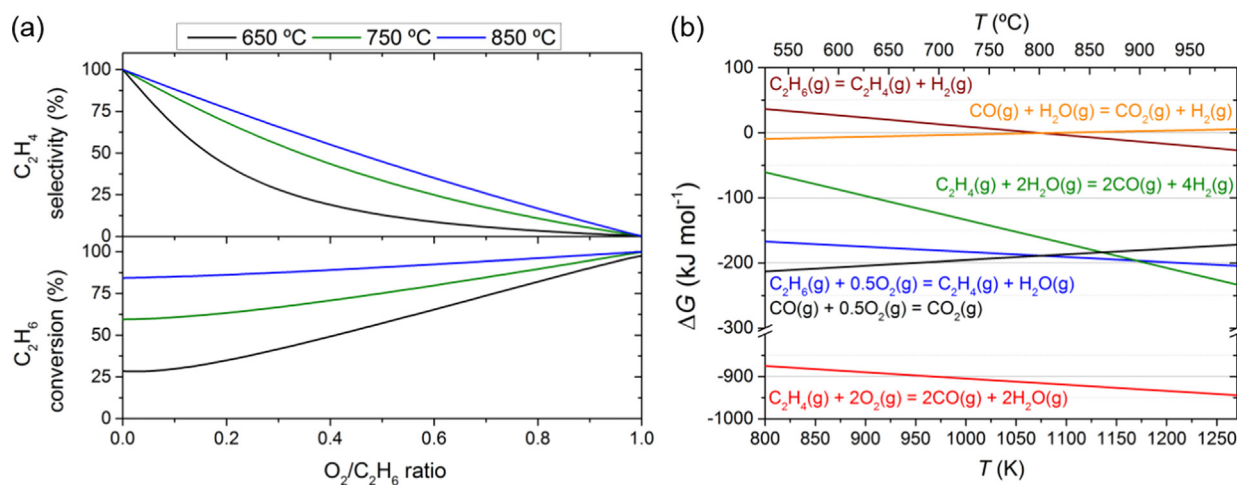 (a)
650 ºC 750 ºC 850 ºC
C₂H₄
selectivity (%)
100
75
50
25
0
C₂H₆
conversion (%)
100
75
50
25
0
0.0 0.2 0.4 0.6 0.8 1.0
O₂/C₂H₆ ratio
(b)
T (ºC)
550 600 650 700 750 800 850 900 950
ΔG (kJ mol⁻¹)
100
0
-100
-200
-300
-900
-1000
C₂H₆(g) = C₂H₄(g) + H₂(g)
CO(g) + H₂O(g) = CO₂(g) + H₂(g)
C₂H₄(g) + 2H₂O(g) = 2CO(g) + 4H₂(g)
C₂H₆(g) + 0.5O₂(g) = C₂H₄(g) + H₂O(g)
CO(g) + 0.5O₂(g) = CO₂(g)
C₂H₄(g) + 2O₂(g) = 2CO(g) + 2H₂O(g)
800 850 900 950 1000 1050 1100 1150 1200 1250
T (K)